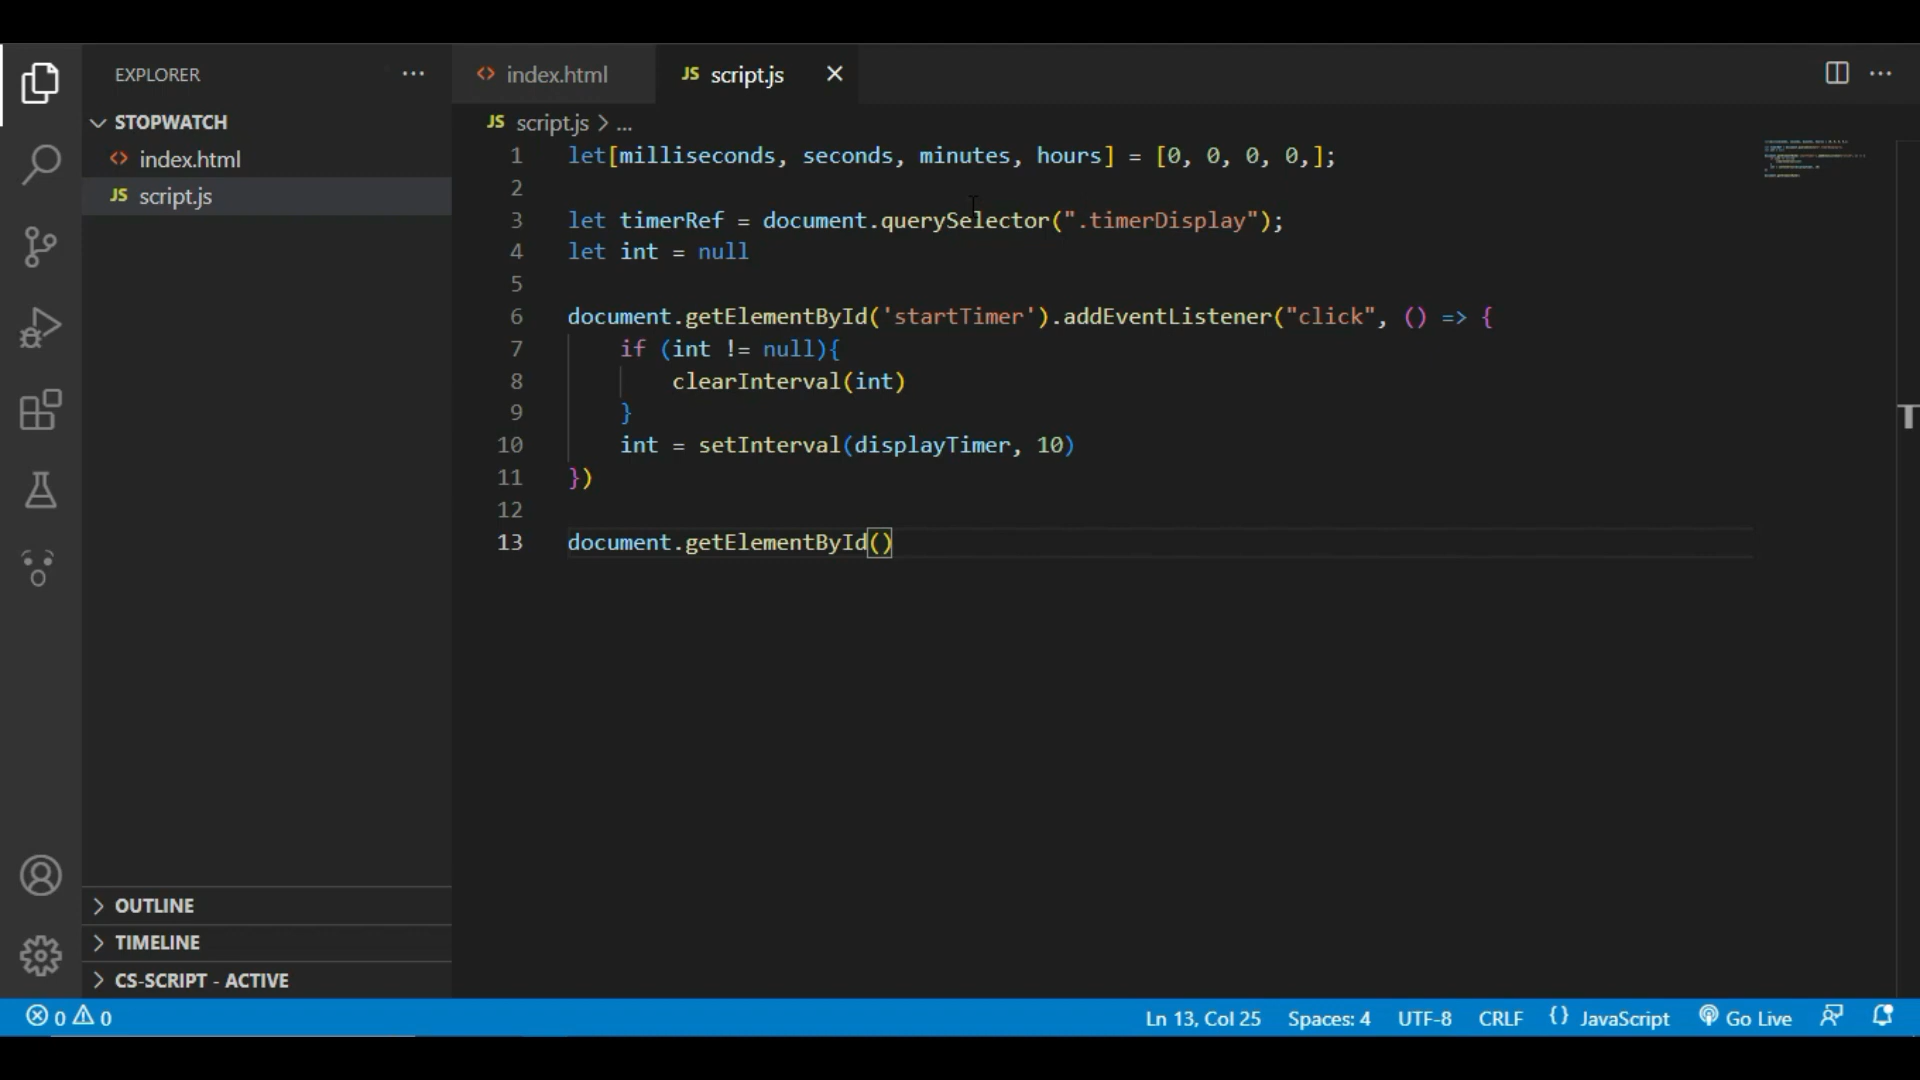 EXPLORER
STOPWATCH
index.html
JS script.js
OUTLINE
TIMELINE
CS-SCRIPT - ACTIVE
index.html
JS script.js
JS script.js > ...
1 let[milliseconds, seconds, minutes, hours] = [0, 0, 0, 0,];
2
3 let timerRef = document.querySelector(".timerDisplay");
4 let int = null
5
6 document.getElementById('startTimer').addEventListener("click", () => {
7 if (int != null){
8 clearInterval(int)
9 }
10 int = setInterval(displayTimer, 10)
11 })
12
13 document.getElementById()
T
0 0
Ln 13, Col 25 Spaces: 4 UTF-8 CRLF {} JavaScript Go Live